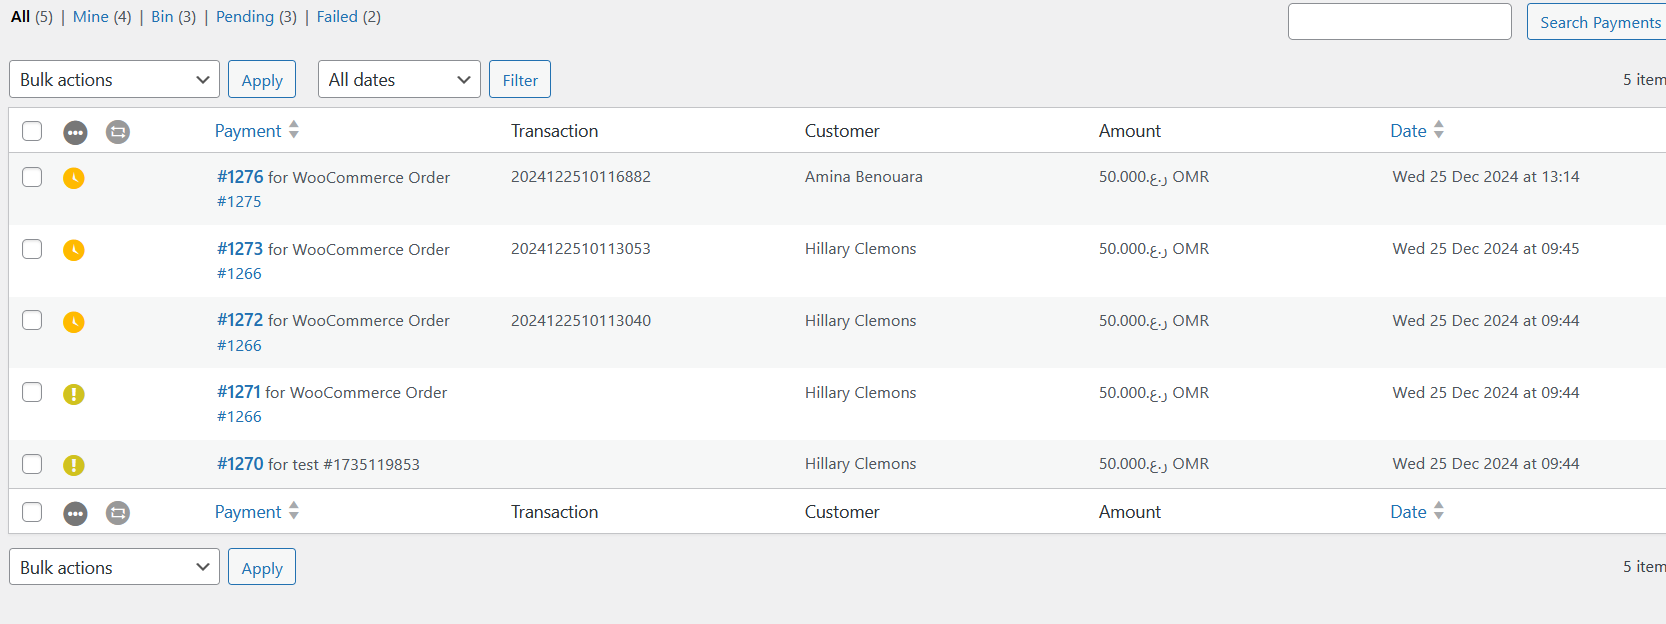 All (5) | Mine (4) | Bin (3) | Pending (3) | Failed (2)
Search Payments
Bulk actions Apply All dates Filter 5 item
Payment Transaction Customer Amount Date
#1276 for WooCommerce Order 2024122510116882 Amina Benouara 50.000.ر.ع OMR Wed 25 Dec 2024 at 13:14
#1275
#1273 for WooCommerce Order 2024122510113053 Hillary Clemons 50.000.ر.ع OMR Wed 25 Dec 2024 at 09:45
#1266
#1272 for WooCommerce Order 2024122510113040 Hillary Clemons 50.000.ر.ع OMR Wed 25 Dec 2024 at 09:44
#1266
#1271 for WooCommerce Order Hillary Clemons 50.000.ر.ع OMR Wed 25 Dec 2024 at 09:44
#1266
#1270 for test #1735119853 Hillary Clemons 50.000.ر.ع OMR Wed 25 Dec 2024 at 09:44
Payment Transaction Customer Amount Date
Bulk actions Apply 5 item